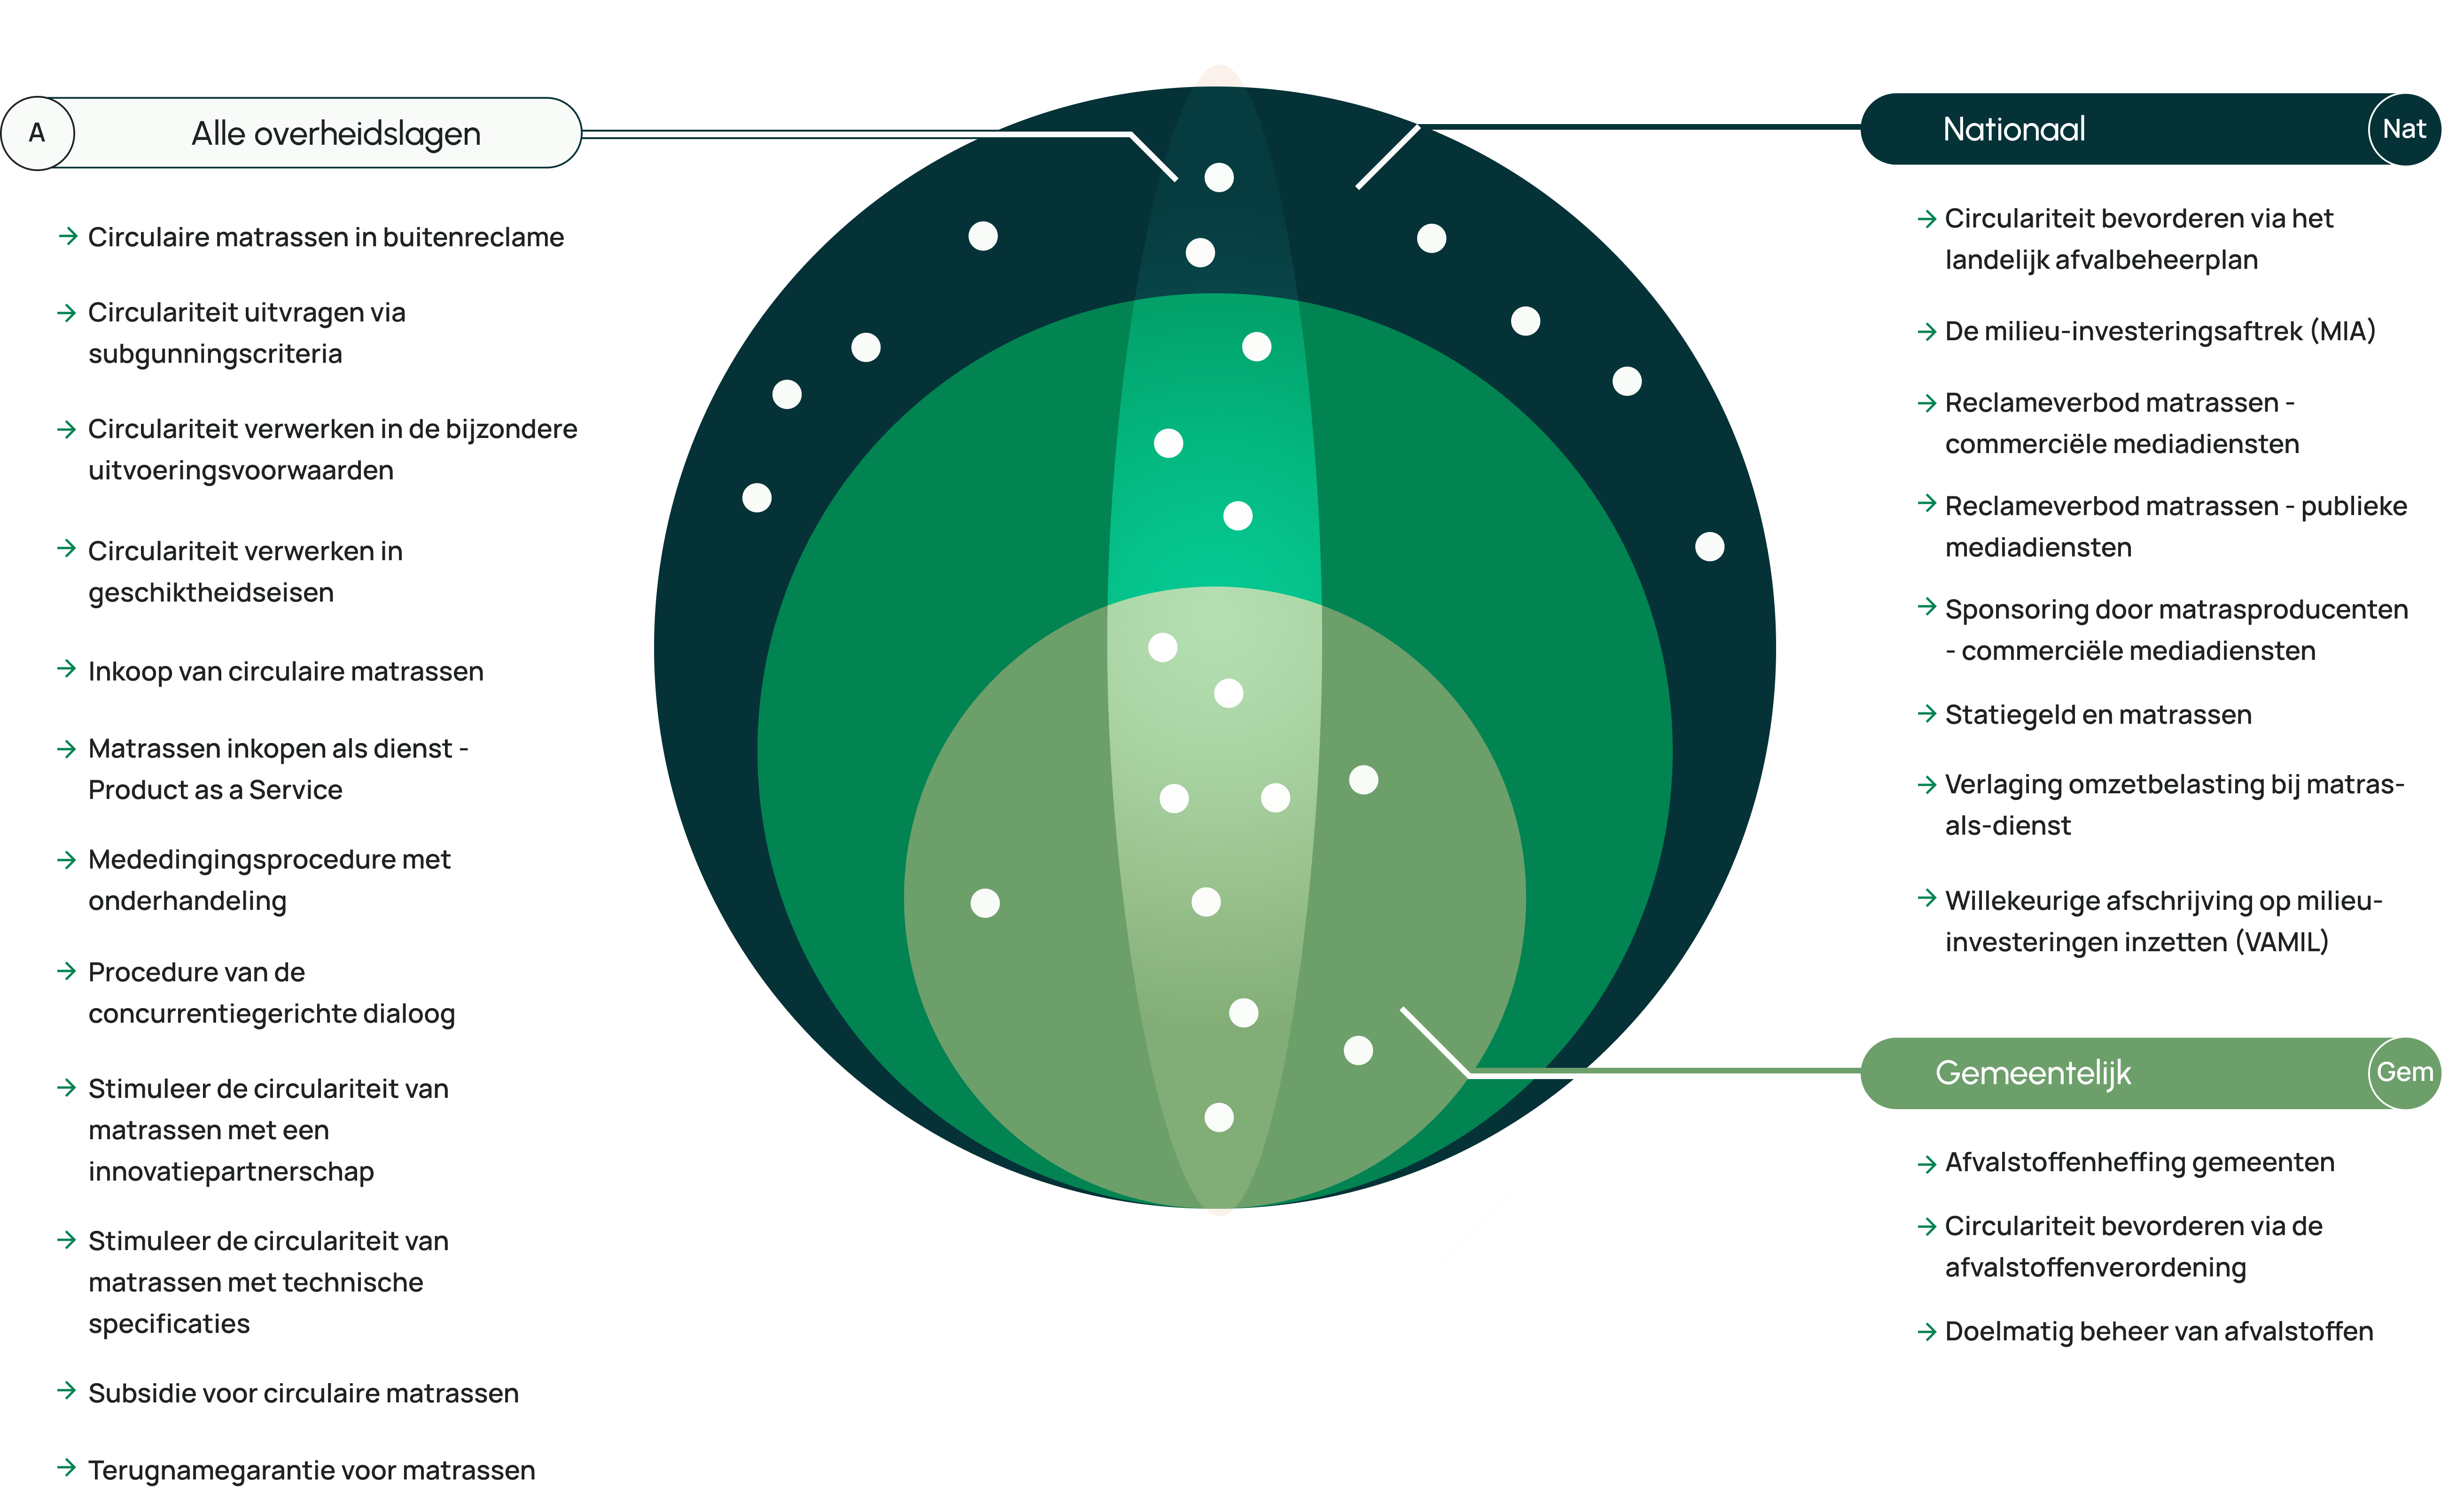 A
Alle overheidslagen
Circulaire matrassen in buitenreclame
Circulariteit uitvragen via
subgunningscriteria
Circulariteit verwerken in de bijzondere
uitvoeringsvoorwaarden
Circulariteit verwerken in
geschiktheidseisen
Inkoop van circulaire matrassen
Matrassen inkopen als dienst -
Product as a Service
Mededingingsprocedure met
onderhandeling
Procedure van de
concurrentiegerichte dialoog
Stimuleer de circulariteit van
matrassen met een
innovatiepartnerschap
Stimuleer de circulariteit van
matrassen met technische
specificaties
Subsidie voor circulaire matrassen
Terugnamegarantie voor matrassen
Nationaal
Nat
Circulariteit bevorderen via het
landelijk afvalbeheerplan
De milieu-investeringsaftrek (MIA)
Reclameverbod matrassen -
commerciële mediadiensten
Reclameverbod matrassen - publieke
mediadiensten
Sponsoring door matrasproducenten
- commerciële mediadiensten
Statiegeld en matrassen
Verlaging omzetbelasting bij matras-
als-dienst
Willekeurige afschrijving op milieu-
investeringen inzetten (VAMIL)
Gemeentelijk
Gem
Afvalstoffenheffing gemeenten
Circulariteit bevorderen via de
afvalstoffenverordening
Doelmatig beheer van afvalstoffen